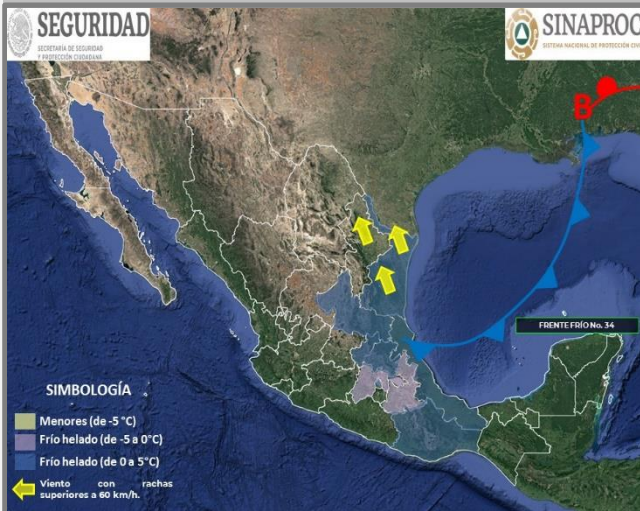 SEGURIDAD
SECRETARÍA DE SEGURIDAD
Y PROTECCIÓN CIUDADANA
SINAPROC
SISTEMA NACIONAL DE PROTECCIÓN CIVI
B
FRENTE FRÍO No. 34
SIMBOLOGÍA
Menores (de -5 °C)
Frío helado (de -5 a 0°C)
Frío helado (de 0 a 5°C)
Viento con rachas
superiores a 60 km/h.